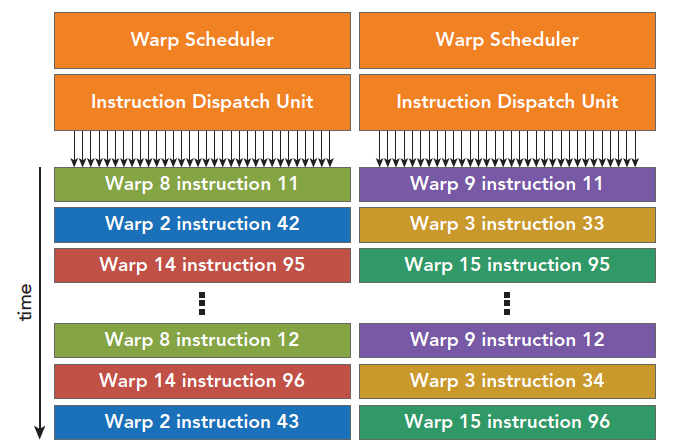 Warp Scheduler
Warp Scheduler
Instruction Dispatch Unit
Instruction Dispatch Unit
Warp 8 instruction 11
Warp 9 instruction 11
Warp 2 instruction 42
Warp 3 instruction 33
Warp 14 instruction 95
Warp 15 instruction 95
time
Warp 8 instruction 12
Warp 9 instruction 12
Warp 14 instruction 96
Warp 3 instruction 34
Warp 2 instruction 43
Warp 15 instruction 96